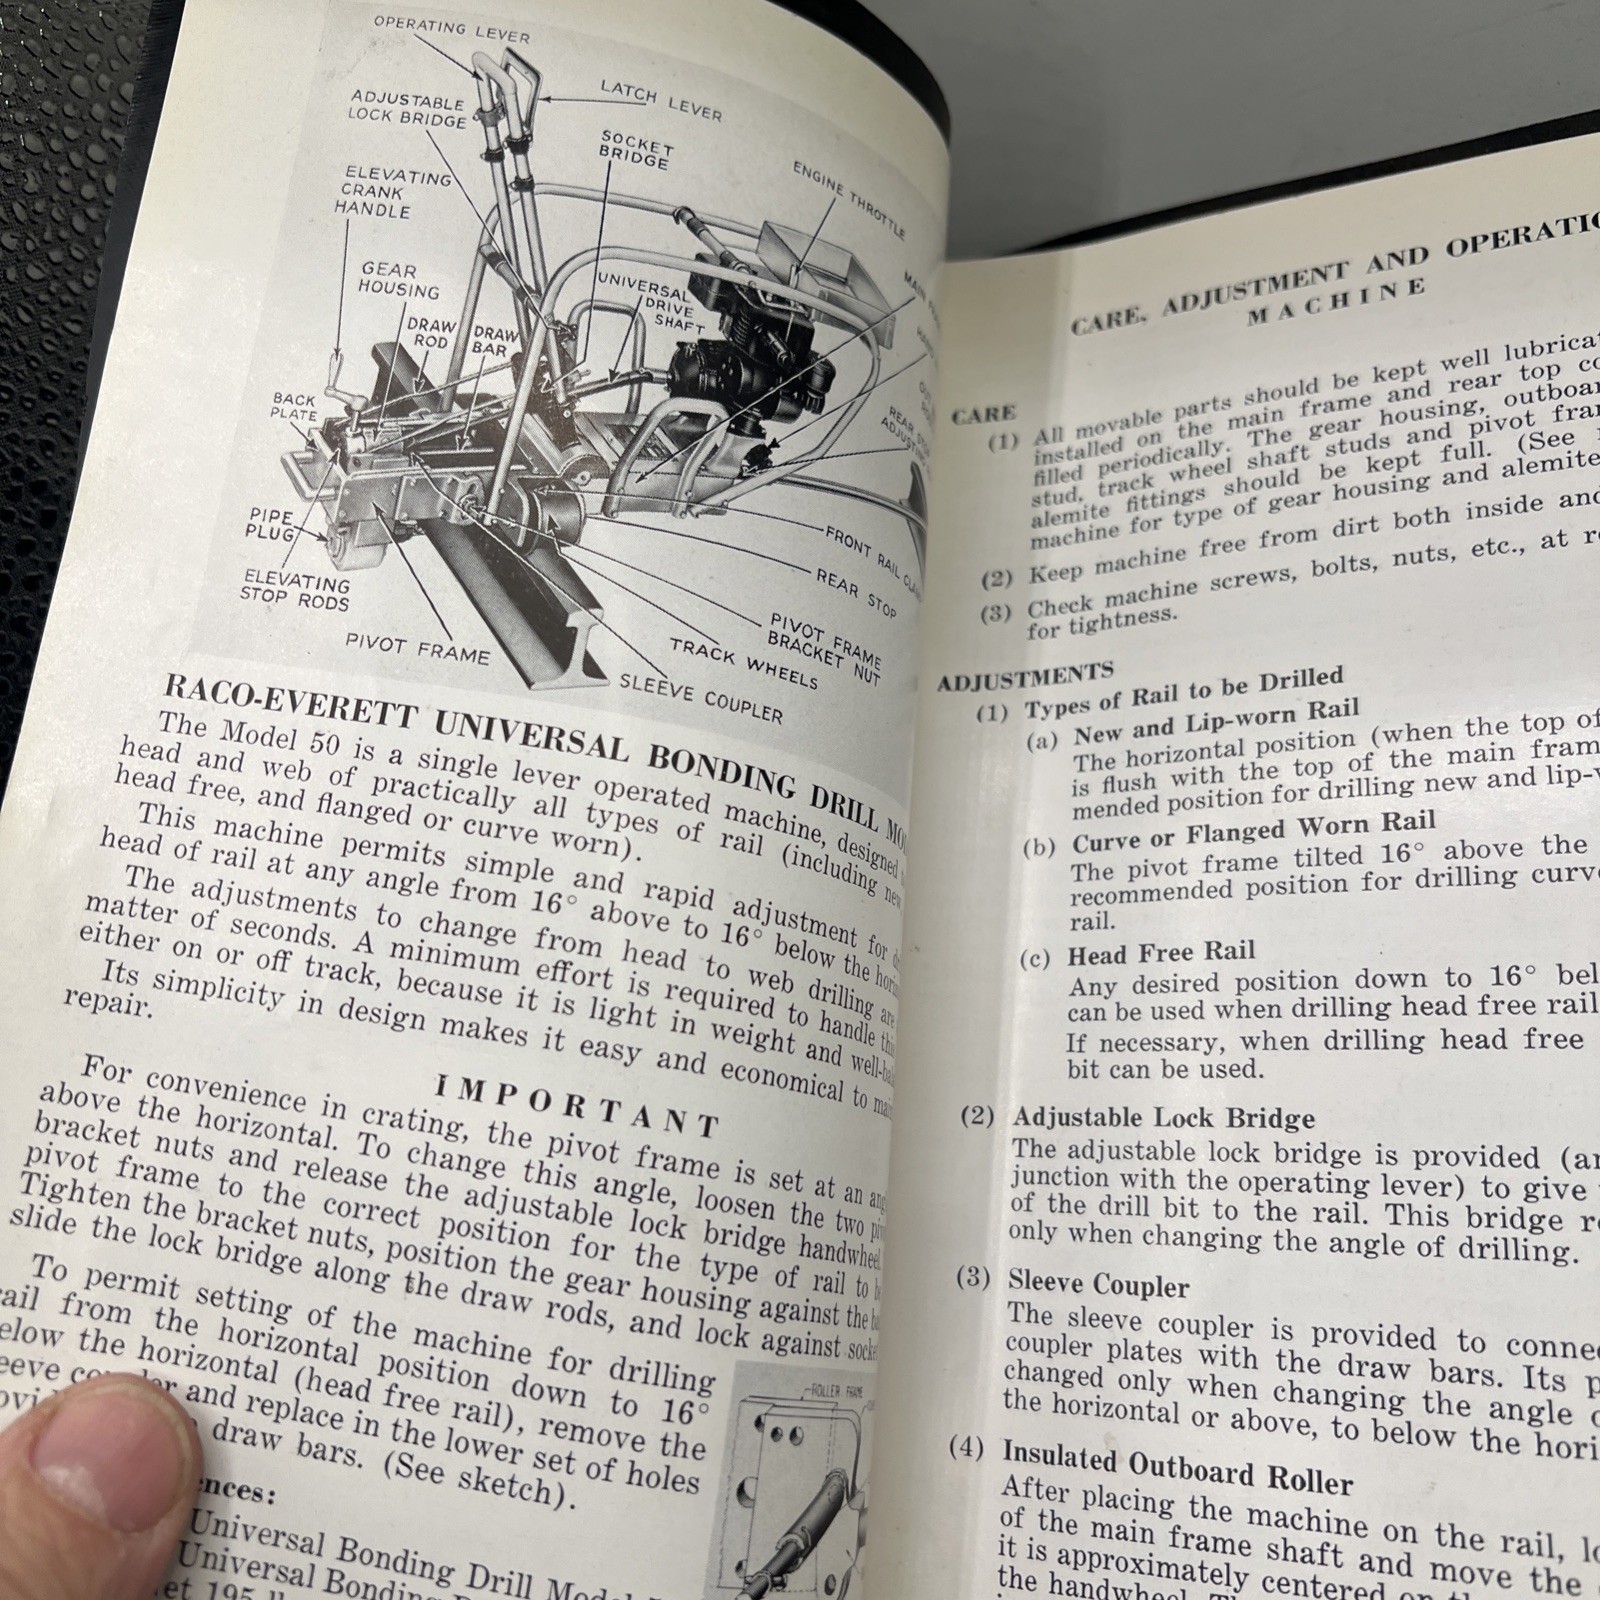 OPERATING LEVER
LATCH LEVER
ADJUSTABLE
LOCK BRIDGE
SOCKET
BRIDGE
ENGINE THROTTLE
ELEVATING
CRANK
HANDLE
GEAR
HOUSING
UNIVERSAL
DRIVE
SHAFT
MAIN
DRAW
ROD
DRAW
BAR
BACK
PLATE
REAR
PIPE
PLUG
FRONT RAIL
REAR STOP
ELEVATING
STOP RODS
PIVOT FRAME
BRACKET NUT
PIVOT FRAME
TRACK WHEELS
SLEEVE COUPLER
RACO-EVERETT UNIVERSAL BONDING DRILL
The Model 50 is a single lever operated machine, designed
head and web of practically all types of rail (including new
head free, and flanged or curve worn).
This machine permits simple and rapid adjustment for
head of rail at any angle from 16° above to 16° below the
The adjustments to change from head to web drilling are
matter of seconds. A minimum effort is required to handle
either on or off track, because it is light in weight and
Its simplicity in design makes it easy and economical to
repair.
IMPORTANT
For convenience in crating, the pivot frame is set at an
above the horizontal. To change this angle, loosen the two
bracket nuts and release the adjustable lock bridge handwheel
pivot frame to the correct position for the type of rail to
Tighten the bracket nuts, position the gear housing against the
slide the lock bridge along the draw rods, and lock against
To permit setting of the machine for drilling
from the horizontal position down to 16°
the horizontal (head free rail), remove the
and replace in the lower set of holes
draw bars. (See sketch).
ROLLER FRAME
Universal Bonding Drill
Universal Bonding
195
CARE, ADJUSTMENT AND
MACHINE
CARE
(1) All movable parts should be kept well
installed on the main frame and rear top
filled periodically. The gear housing,
stud, track wheel shaft studs and pivot
alemite fittings should be kept full. (See
machine for type of gear housing and alemite
(2) Keep machine free from dirt both inside and
(3) Check machine screws, bolts, nuts, etc., at
for tightness.
ADJUSTMENTS
(1) Types of Rail to be Drilled
(a) New and Lip-worn Rail
The horizontal position (when the top of
is flush with the top of the main
mended position for drilling new and
(b) Curve or Flanged Worn Rail
The pivot frame tilted 16° above the
recommended position for drilling
rail.
(c) Head Free Rail
Any desired position down to 16°
can be used when drilling head free rail
If necessary, when drilling head free
bit can be used.
(2) Adjustable Lock Bridge
The adjustable lock bridge is provided
junction with the operating lever) to give
of the drill bit to the rail. This bridge
only when changing the angle of drilling.
(3) Sleeve Coupler
The sleeve coupler is provided to
coupler plates with the draw bars. Its
changed only when changing the angle
the horizontal or above, to below the
(4) Insulated Outboard Roller
After placing the machine on the rail,
of the main frame shaft and move the
it is approximately centered
the handwheel.